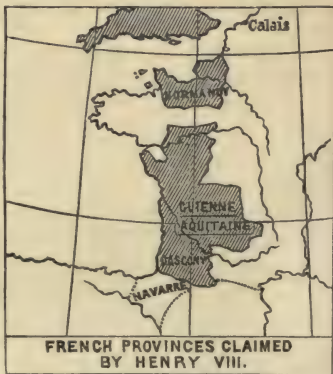 Calais
NORMANDY
GUIENNE
AQUITAINE
GASCONY
NAVARRE
FRENCH PROVINCES CLAIMED
BY HENRY VIII.